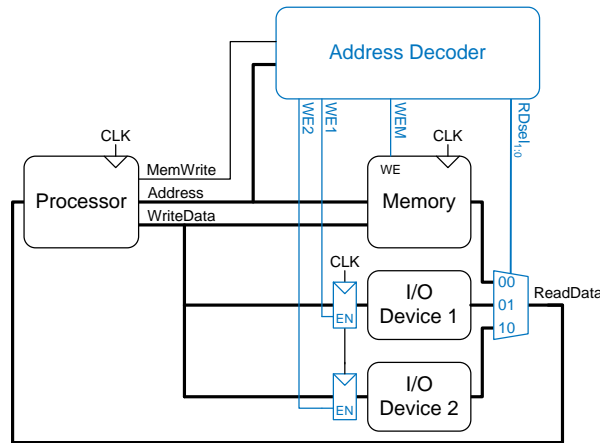 Address Decoder
WE2
WE1
WEM
RDsel1:0
CLK
CLK
MemWrite
Address
WriteData
Processor
WE
Memory
CLK
EN
I/O
Device 1
00
01
10
ReadData
EN
I/O
Device 2